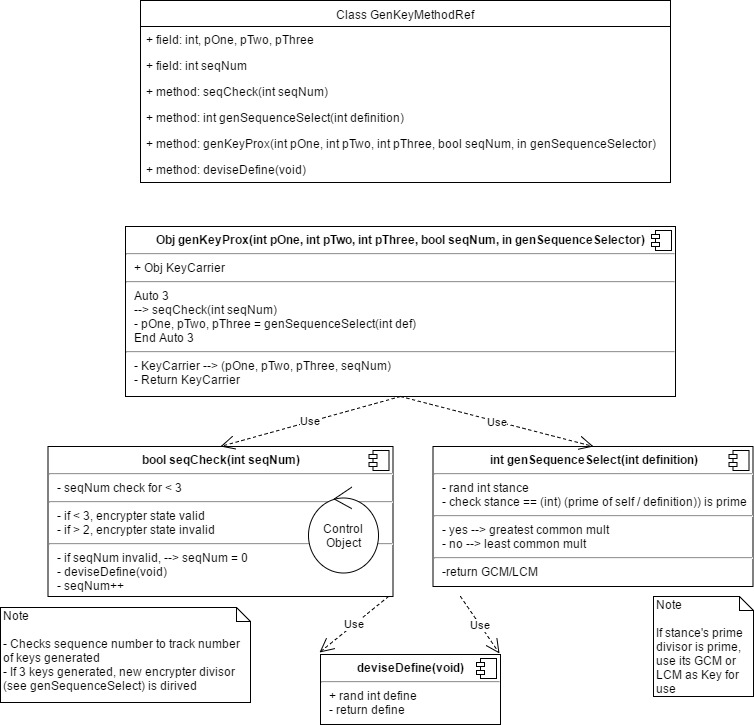 Class GenKeyMethodRef
+ field: int, pOne, pTwo, pThree
+ field: int seqNum
+ method: seqCheck(int seqNum)
+ method: int genSequenceSelect(int definition)
+ method: genKeyProx(int pOne, int pTwo, int pThree, bool seqNum, in genSequenceSelector)
+ method: deviseDefine(void)
Obj genKeyProx(int pOne, int pTwo, int pThree, bool seqNum, in genSequenceSelector)
+ Obj KeyCarrier
Auto 3
--> seqCheck(int seqNum)
- pOne, pTwo, pThree = genSequenceSelect(int def)
End Auto 3
- KeyCarrier --> (pOne, pTwo, pThree, seqNum)
- Return KeyCarrier
Use
Use
bool seqCheck(int seqNum)
- seqNum check for < 3
- if < 3, encrypter state valid
- if > 2, encrypter state invalid
- if seqNum invalid, --> seqNum = 0
- deviseDefine(void)
- seqNum++
Control
Object
int genSequenceSelect(int definition)
- rand int stance
- check stance == (int) (prime of self / definition)) is prime
- yes --> greatest common mult
- no --> least common mult
-return GCM/LCM
Note
- Checks sequence number to track number
of keys generated
- If 3 keys generated, new encrypter divisor
(see genSequenceSelect) is dirived
Use
Use
Note
If stance's prime
divisor is prime,
use its GCM or
LCM as Key for
use
deviseDefine(void)
+ rand int define
- return define